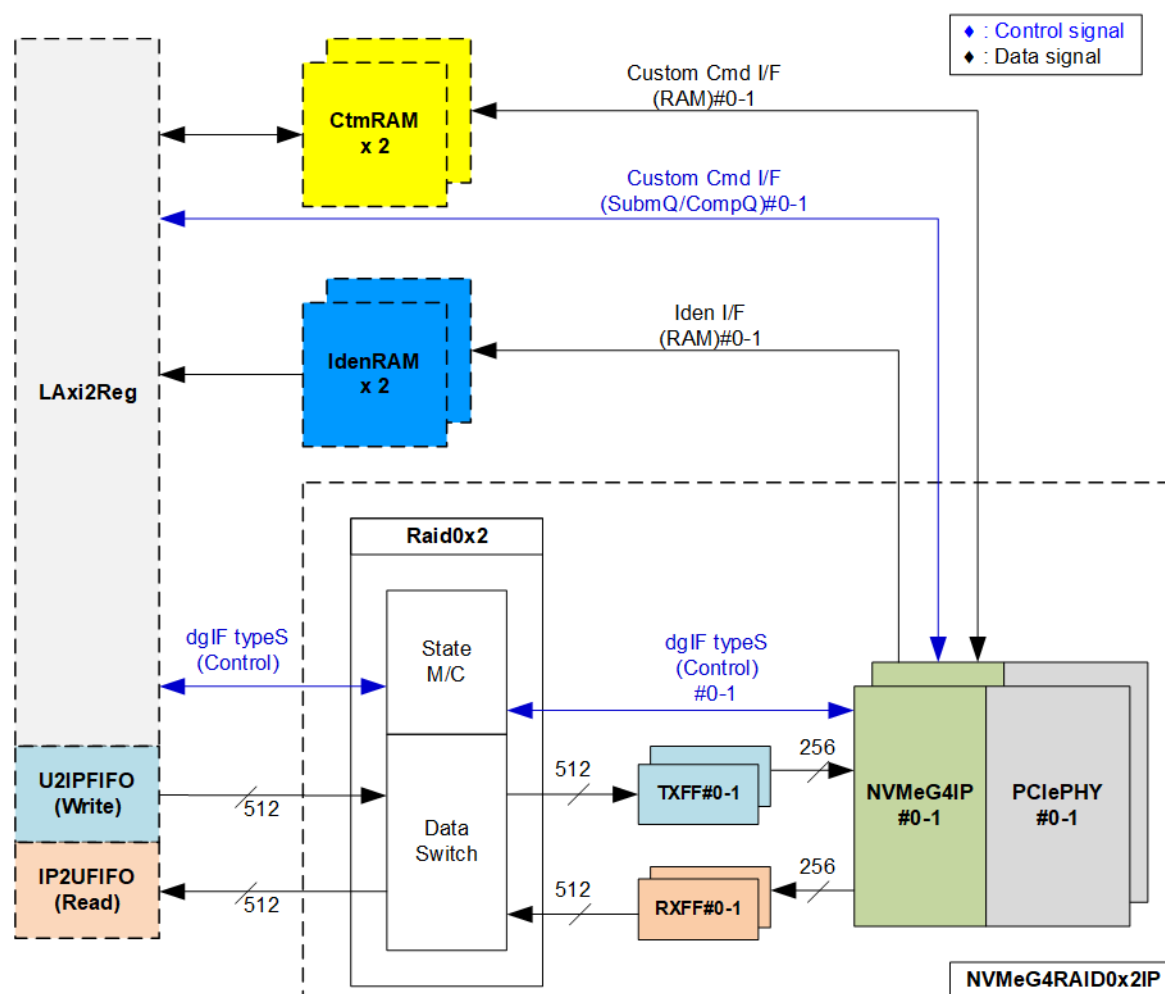 ♦ : Control signal
♦ : Data signal
Custom Cmd I/F
(RAM)#0-1
CtmRAM
x 2
Custom Cmd I/F
(SubmQ/CompQ)#0-1
Iden I/F
(RAM)#0-1
IdenRAM
x 2
LAxi2Reg
Raid0x2
dgIF typeS
(Control)
State
M/C
dgIF typeS
(Control)
#0-1
U2IPFIFO
(Write)
512
Data
Switch
512
TXFF#0-1
256
NVMeG4IP
#0-1
PCIePHY
#0-1
IP2UFIFO
(Read)
512
512
RXFF#0-1
256
NVMeG4RAID0x2IP